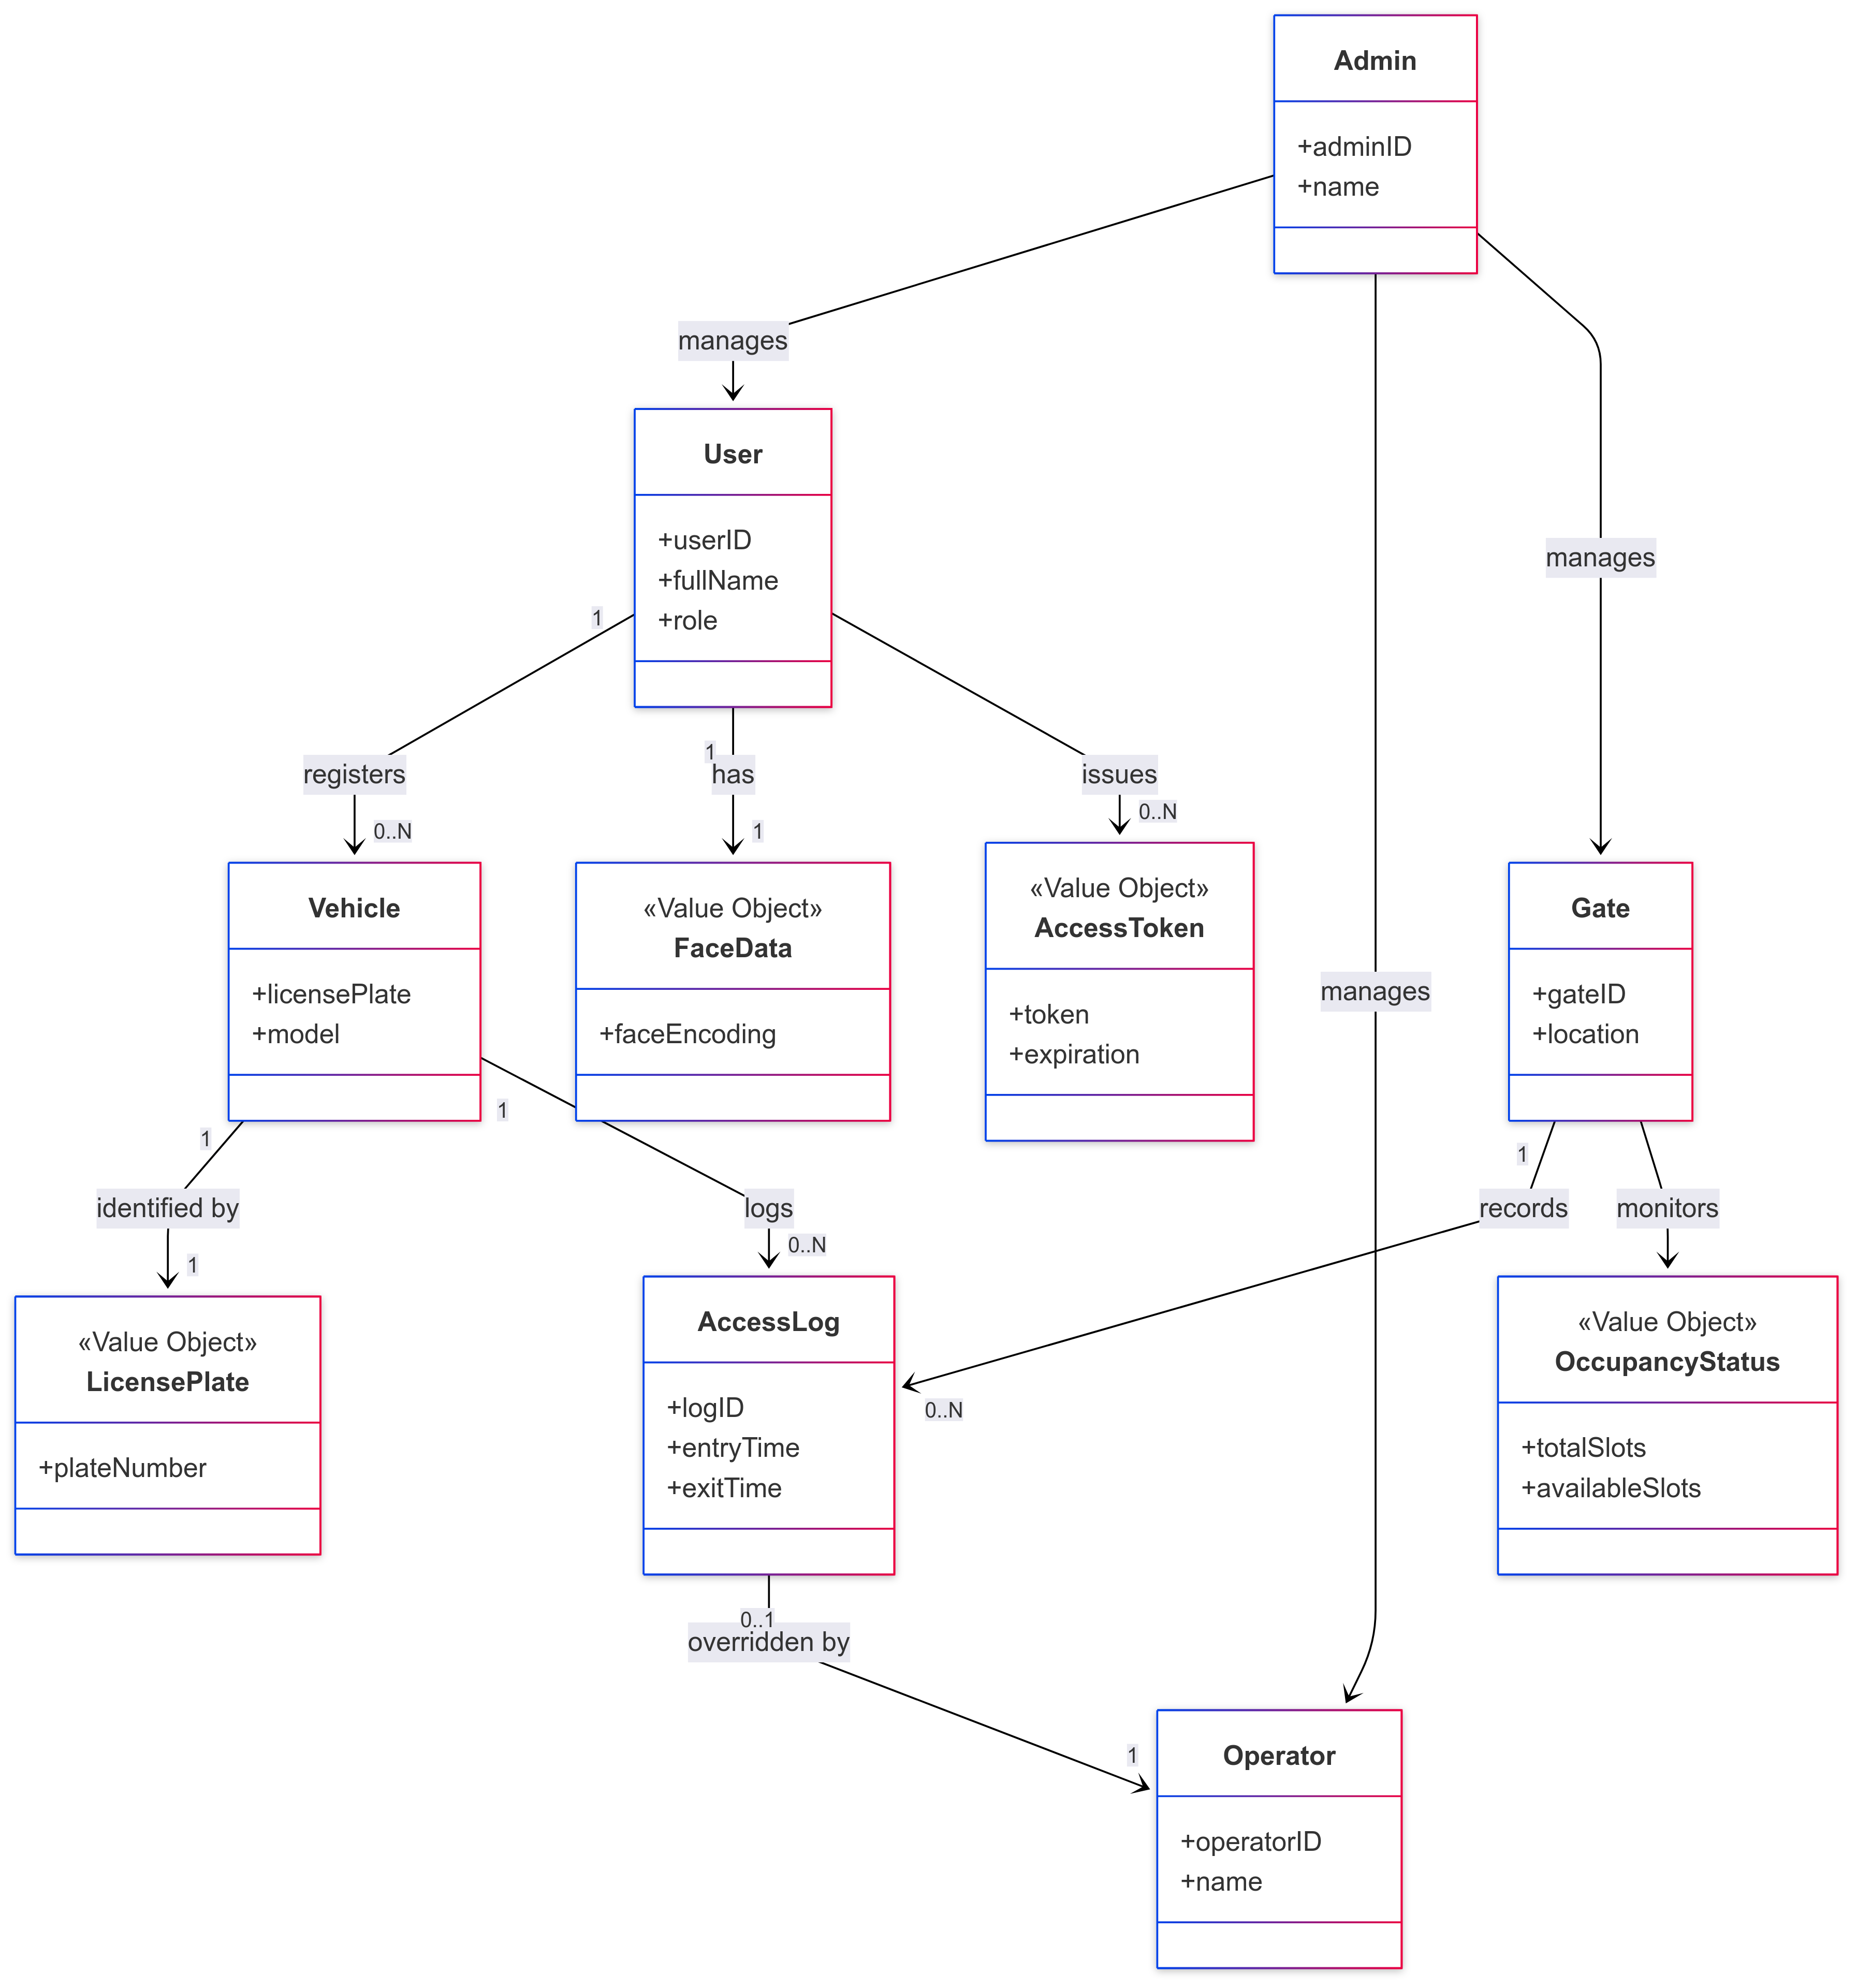 Admin
+adminID
+name
manages
User
+userID
+fullName
+role
manages
1
registers
0..N
1
has
1
issues
0..N
Vehicle
+licensePlate
+model
«Value Object»
FaceData
+faceEncoding
«Value Object»
AccessToken
+token
+expiration
manages
Gate
+gateID
+location
1
identified by
1
1
logs
0..N
1
records
0..N
monitors
«Value Object»
LicensePlate
+plateNumber
AccessLog
+logID
+entryTime
+exitTime
«Value Object»
OccupancyStatus
+totalSlots
+availableSlots
0..1
overridden by
1
Operator
+operatorID
+name